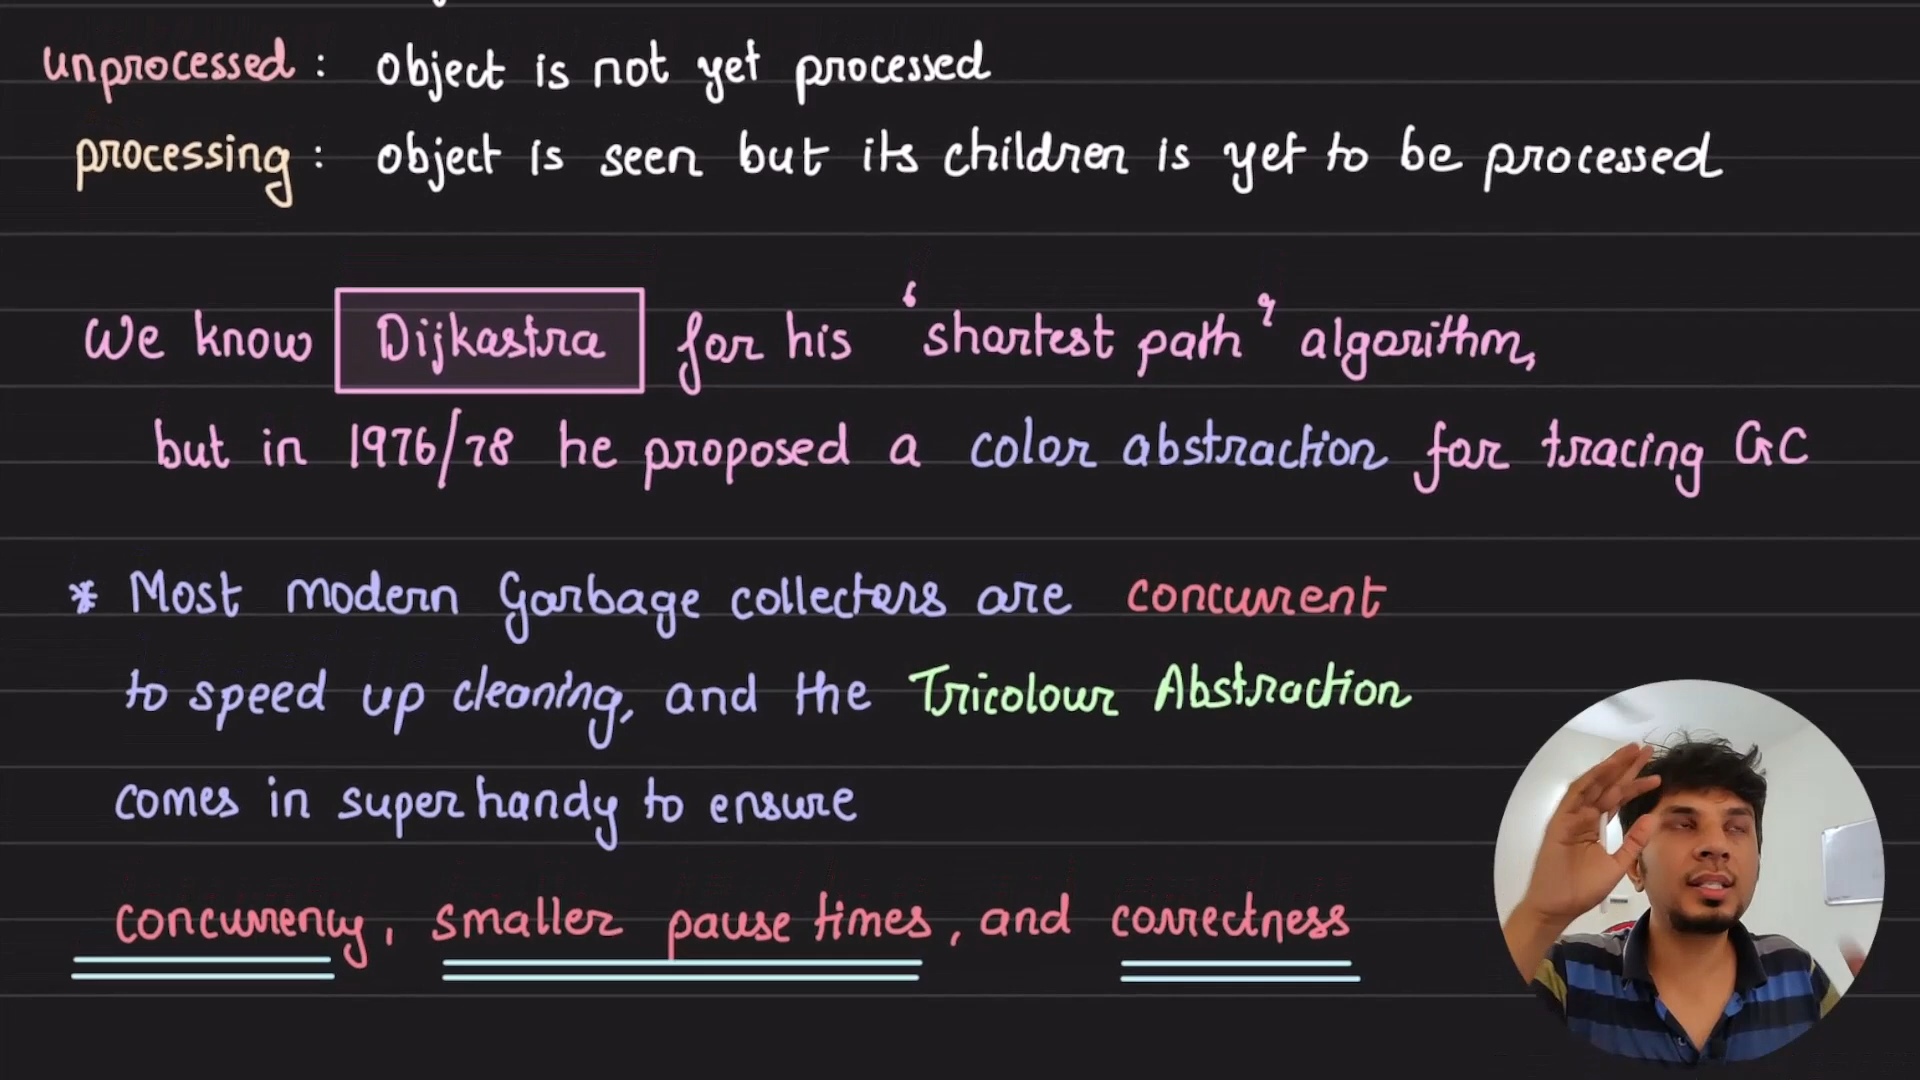 unprocessed : object is not yet processed
processing : object is seen but its children is yet to be processed
We know Dijkastra for his 'shortest path' algorithm,
but in 1976/78 he proposed a color abstraction for tracing GC
* Most modern Garbage collectors are concurrent
to speed up cleaning, and the Tricolour Abstraction
comes in super handy to ensure
concurrency, smaller pause times, and correctness